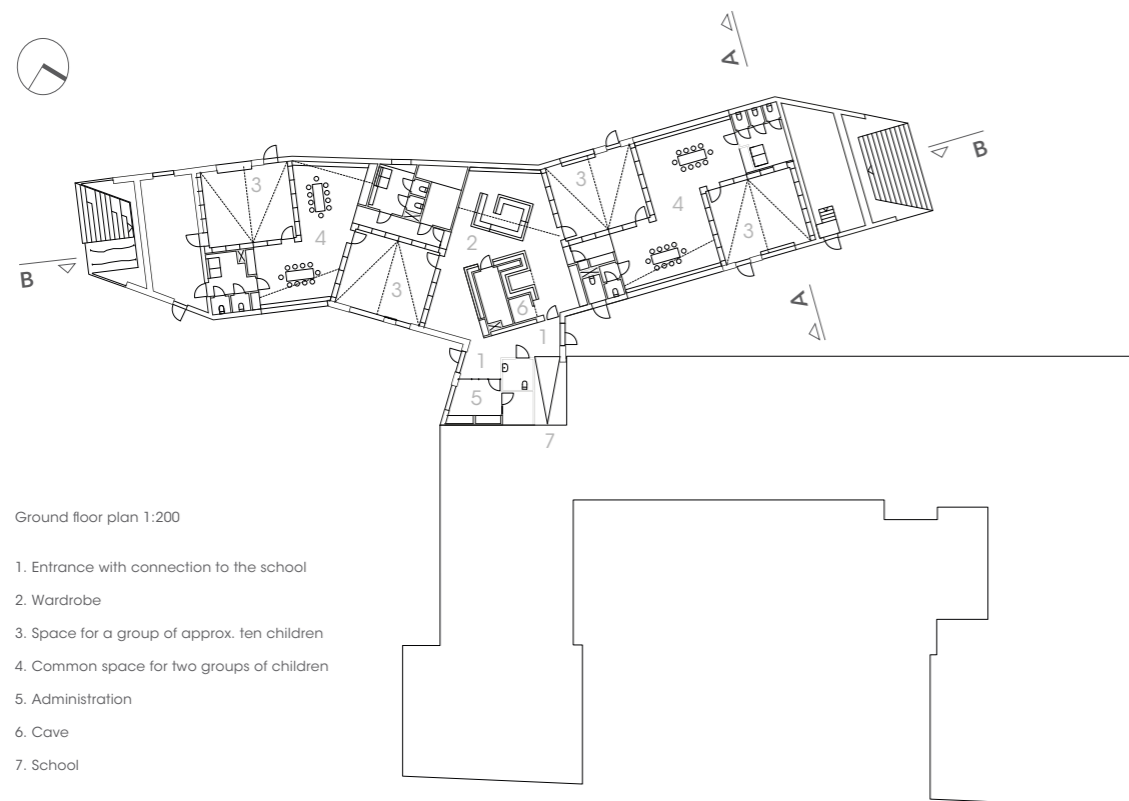 A
B
3
3
4
2
4
3
B
3
6
A
1
1
5
7
Ground floor plan 1:200
1. Entrance with connection to the school
2. Wardrobe
3. Space for a group of approx. ten children
4. Common space for two groups of children
5. Administration
6. Cave
7. School